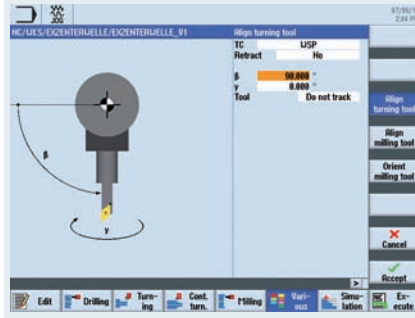 JOG
NC/WKS/EXZENTERWELLE/EXZENTERWELLE_V1
Align turning tool
TC WSP
Retract No
β 90.000 °
γ 0.000 °
Tool Do not track
β
γ
Align turning tool
Align milling tool
Orient milling tool
Cancel
Accept
>
Edit
Drilling
Turn-
ing
Cont.
turn.
Milling
Vari-
ous
Simu-
lation
Ex-
ecute